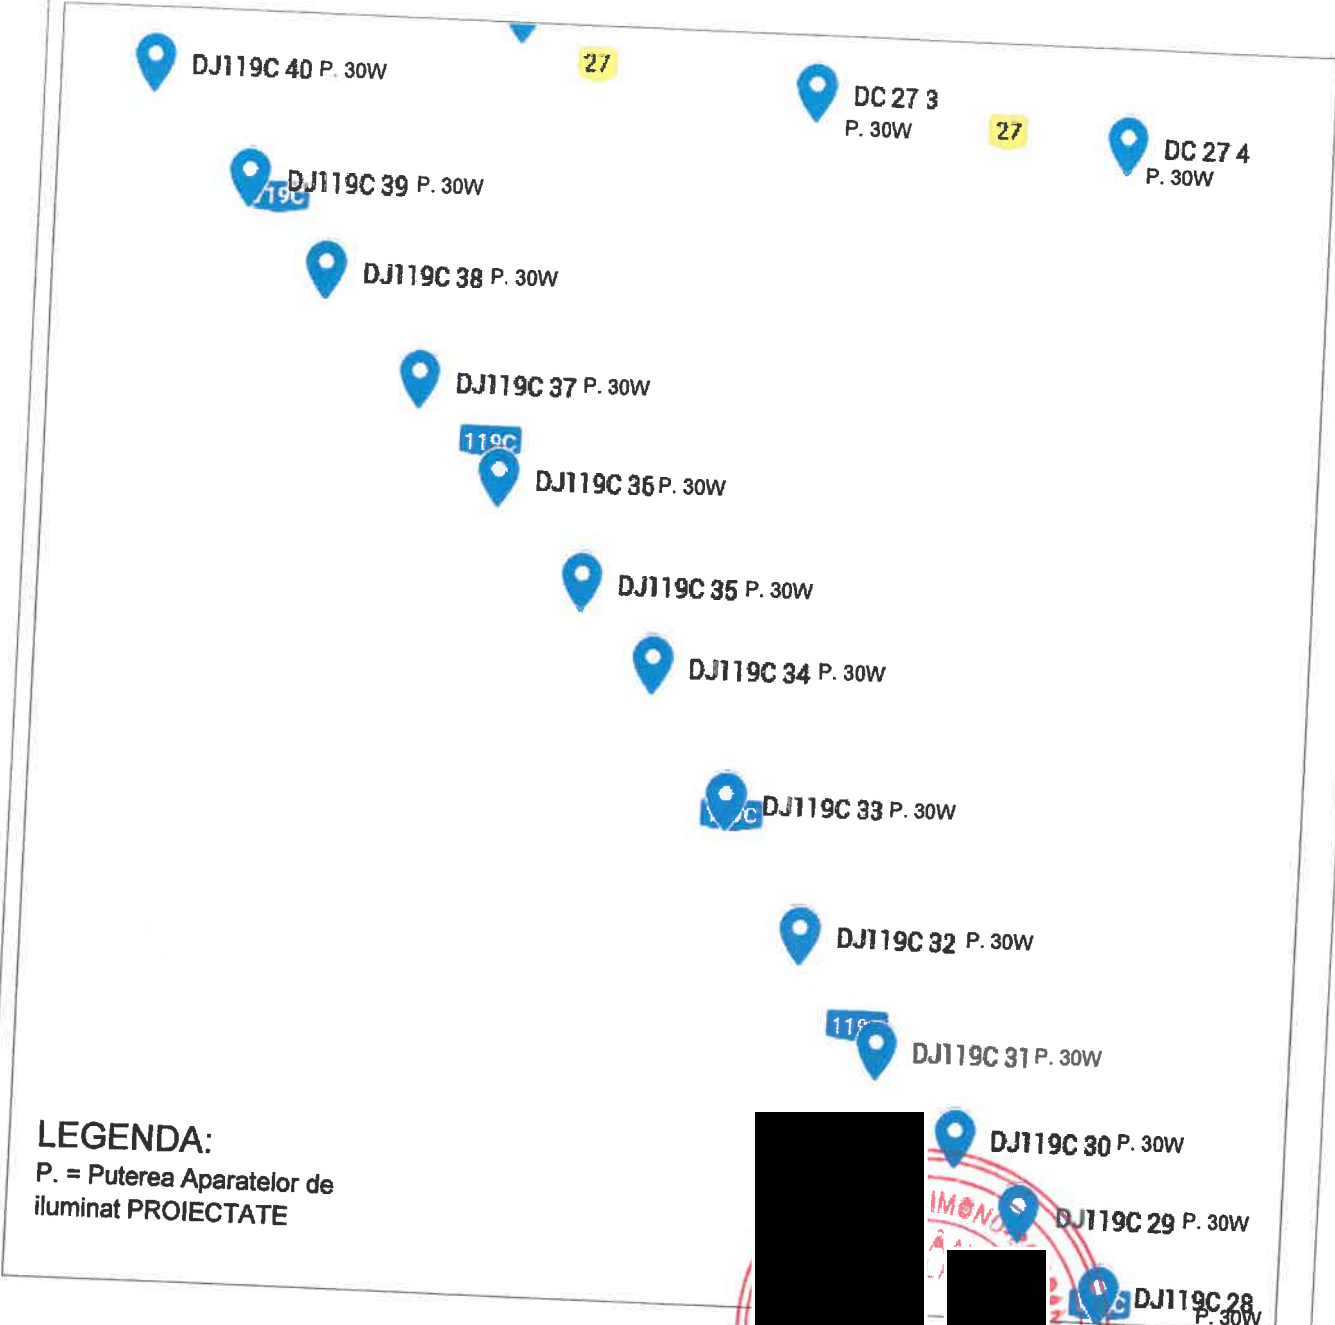 DJ119C 40 P. 30W
27
DC 27 3
P. 30W
27
DC 27 4
P. 30W
DJ119C 39 P. 30W
119C
DJ119C 38 P. 30W
DJ119C 37 P. 30W
119C
DJ119C 36 P. 30W
DJ119C 35 P. 30W
DJ119C 34 P. 30W
DJ119C 33 P. 30W
DJ119C 32 P. 30W
DJ119C 31 P. 30W
DJ119C 30 P. 30W
DJ119C 29 P. 30W
DJ119C 28
P. 30W
LEGENDA:
P. = Puterea Aparatelor de
iluminat PROIECTATE